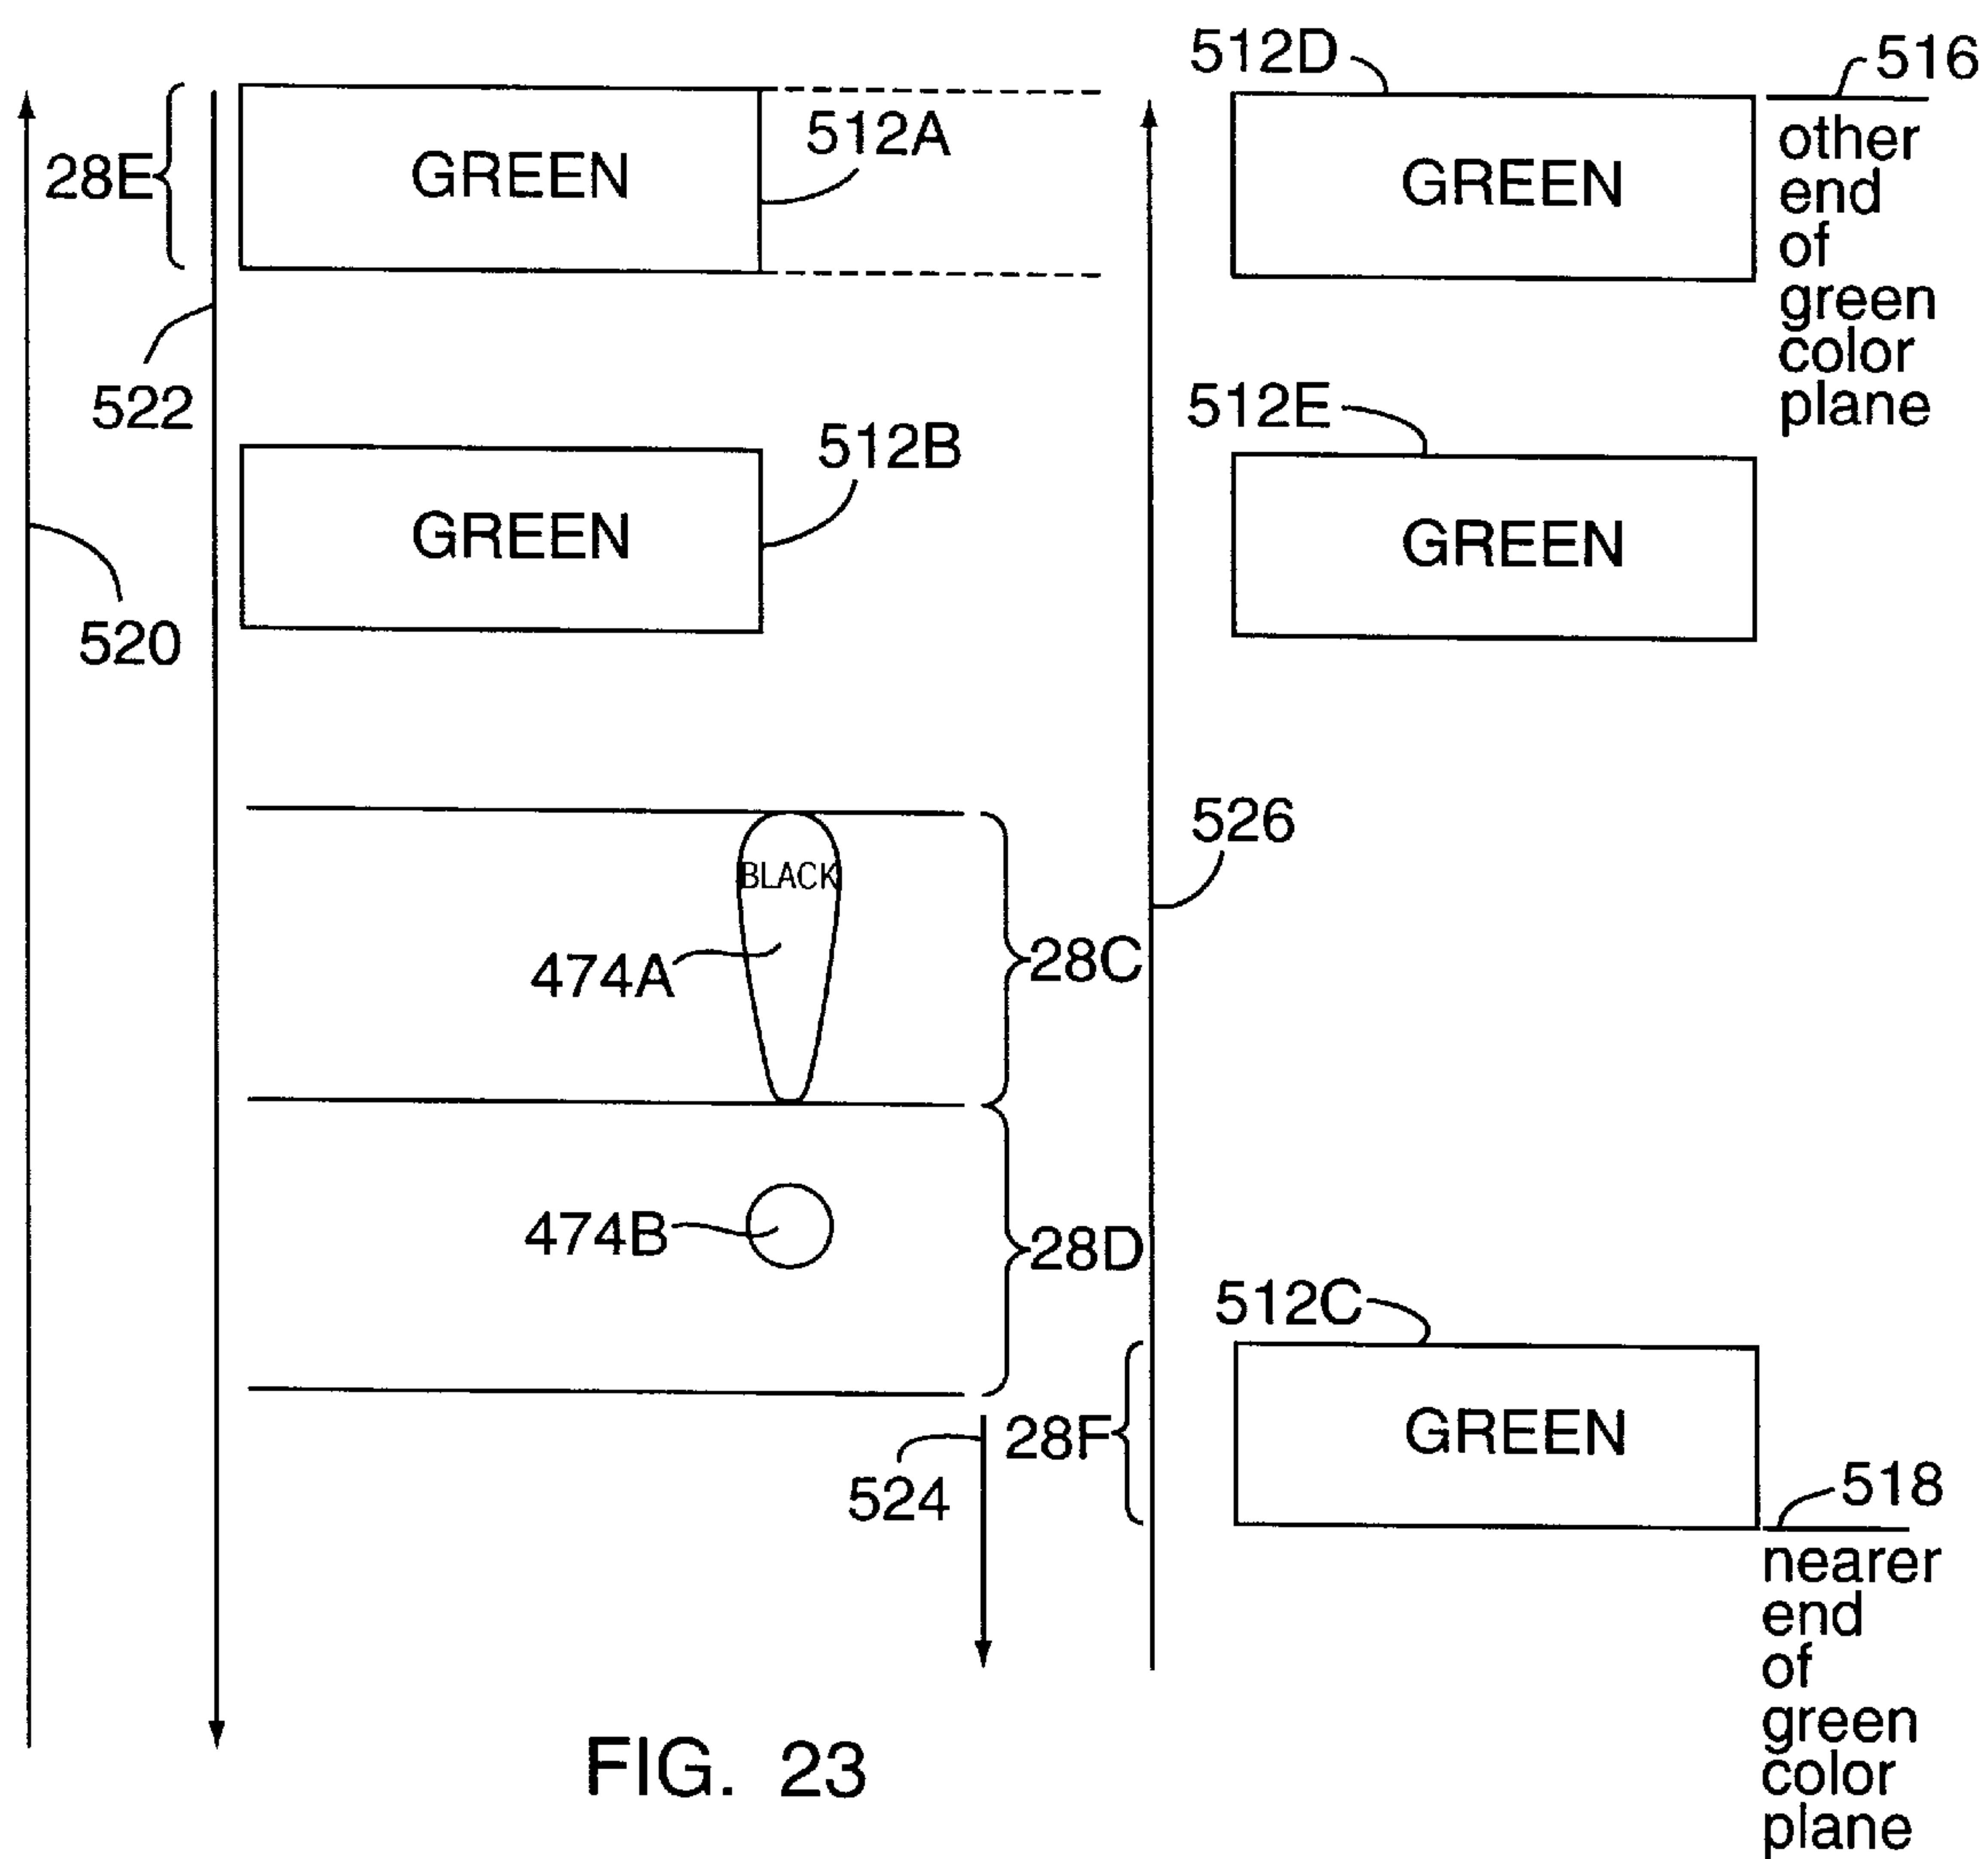 512D
516
28E
GREEN
512A
GREEN
other
end
of
green
color
plane
522
512E
512B
GREEN
GREEN
520
526
BLACK
474A
28C
474B
28D
512C
28F
GREEN
524
518
nearer
end
of
green
color
plane
FIG. 23